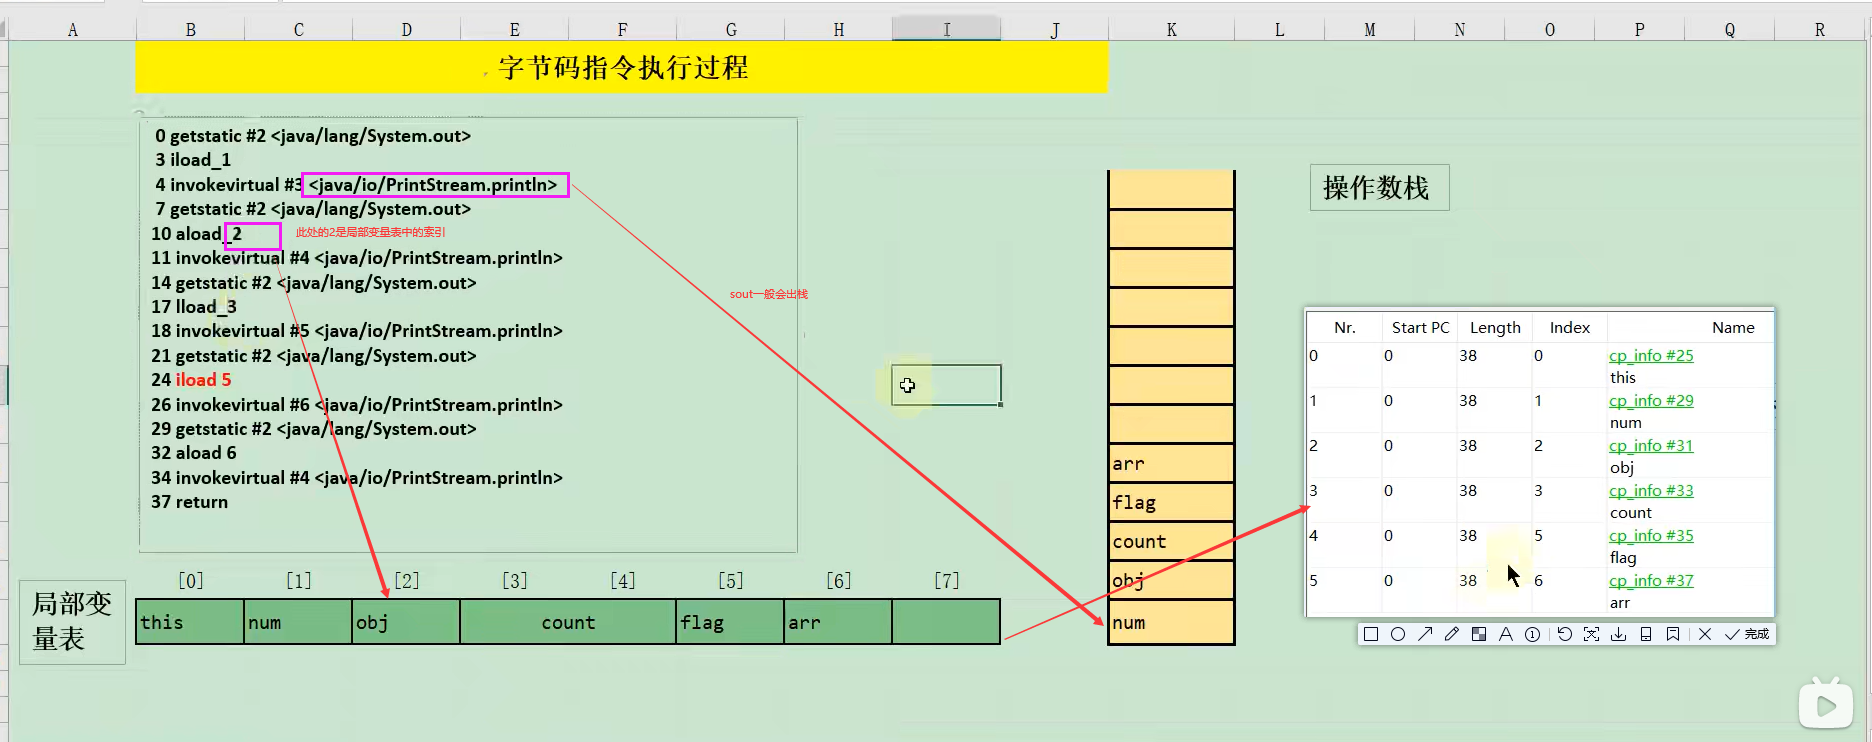 A B C D E F G H I J K L M N O P Q R
字节码指令执行过程
0 getstatic #2 <java/lang/System.out>
3 iload_1
4 invokevirtual #3 <java/io/PrintStream.println>
7 getstatic #2 <java/lang/System.out>
10 aload_2
此处的2是局部变量表中的索引
11 invokevirtual #4 <java/io/PrintStream.println>
14 getstatic #2 <java/lang/System.out>
17 lload_3
18 invokevirtual #5 <java/io/PrintStream.println>
21 getstatic #2 <java/lang/System.out>
24 iload 5
26 invokevirtual #6 <java/io/PrintStream.println>
29 getstatic #2 <java/lang/System.out>
32 aload 6
34 invokevirtual #4 <java/io/PrintStream.println>
37 return
sout一般会出栈
操作数栈
arr
flag
count
obj
num
Nr. Start PC Length Index Name
0 0 38 0 cp_info #25
this
1 0 38 1 cp_info #29
num
2 0 38 2 cp_info #31
obj
3 0 38 3 cp_info #33
count
4 0 38 5 cp_info #35
flag
5 0 38 6 cp_info #37
arr
完成
[0] [1] [2] [3] [4] [5] [6] [7]
局部变
量表
this num obj count flag arr